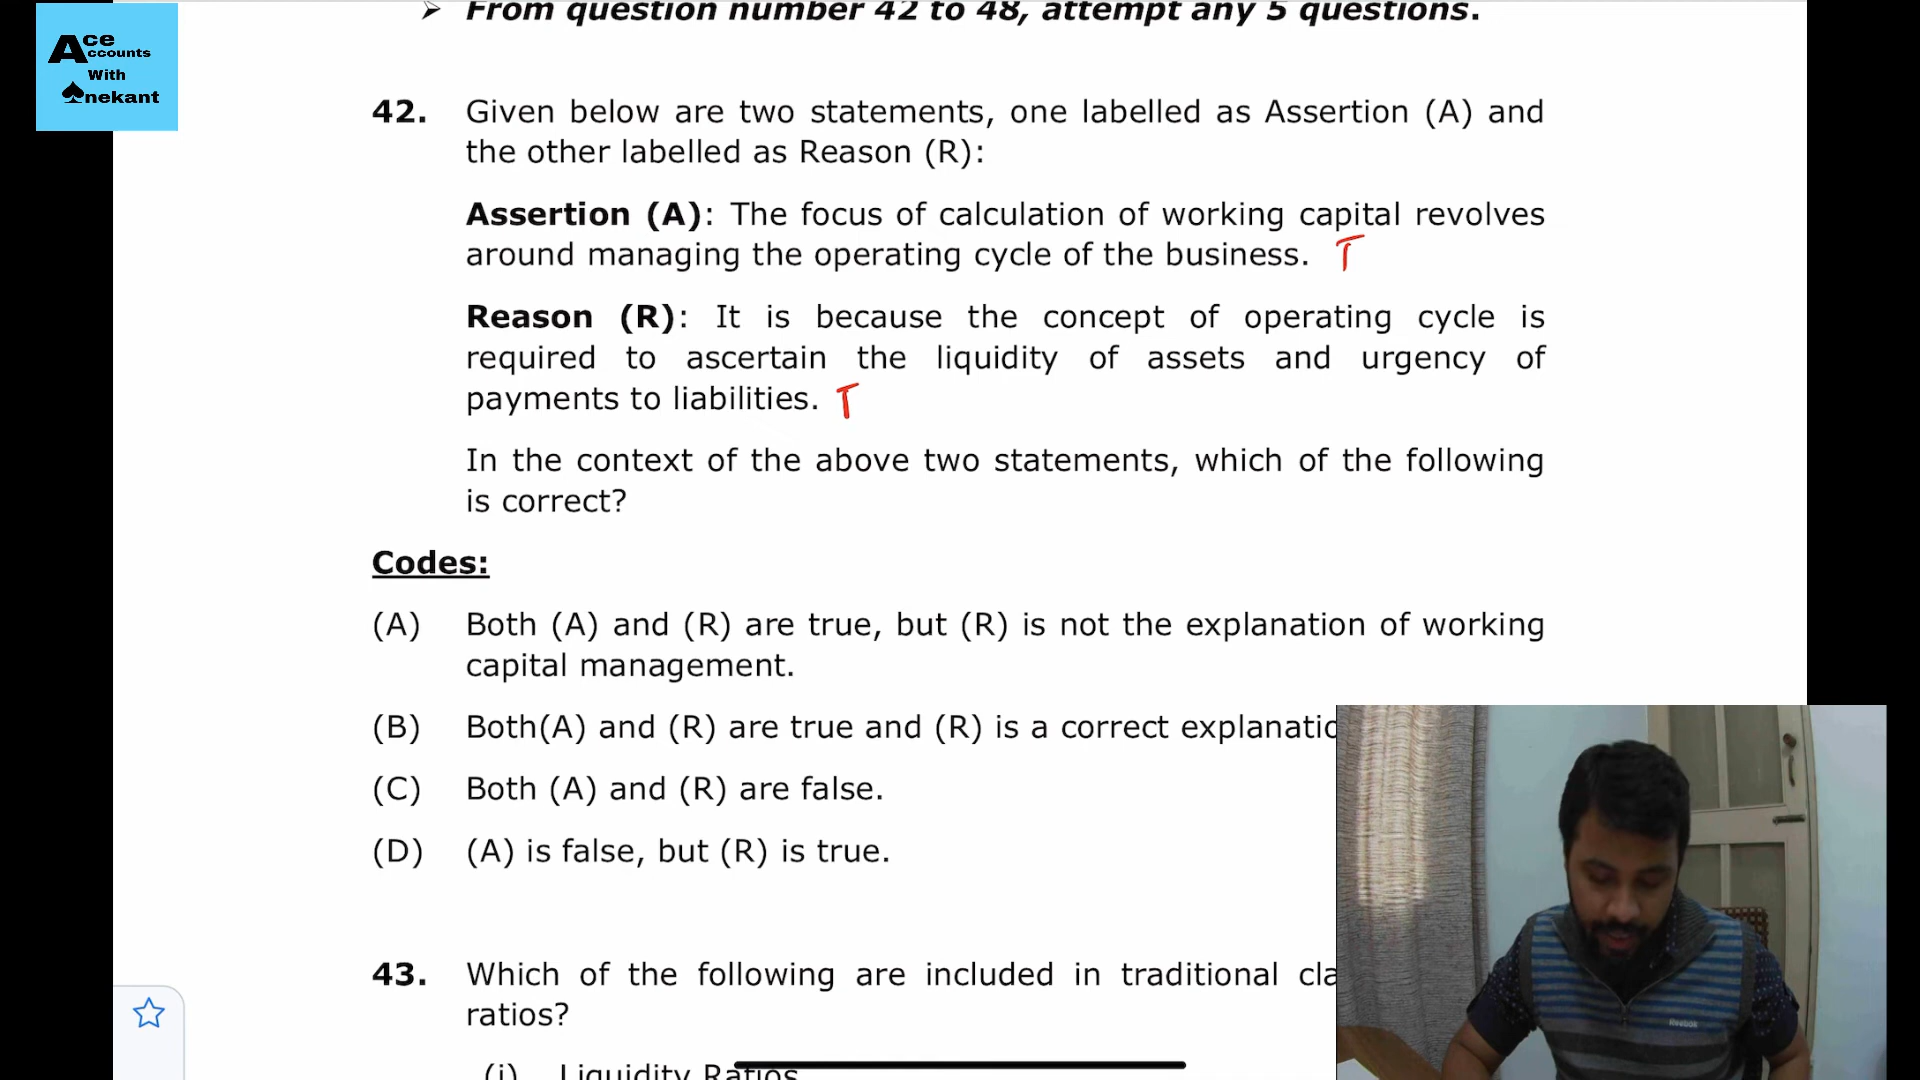 From question number 42 to 48, attempt any 5 questions.
Ace
Accounts
With
Anekant
42. Given below are two statements, one labelled as Assertion (A) and
the other labelled as Reason (R):
Assertion (A): The focus of calculation of working capital revolves
around managing the operating cycle of the business. T
Reason (R): It is because the concept of operating cycle is
required to ascertain the liquidity of assets and urgency of
payments to liabilities. T
In the context of the above two statements, which of the following
is correct?
Codes:
(A) Both (A) and (R) are true, but (R) is not the explanation of working
capital management.
(B) Both(A) and (R) are true and (R) is a correct
(C) Both (A) and (R) are false.
(D) (A) is false, but (R) is true.
43. Which of the following are included in traditional
ratios?
(i) Liquidity Ratios
Reebok